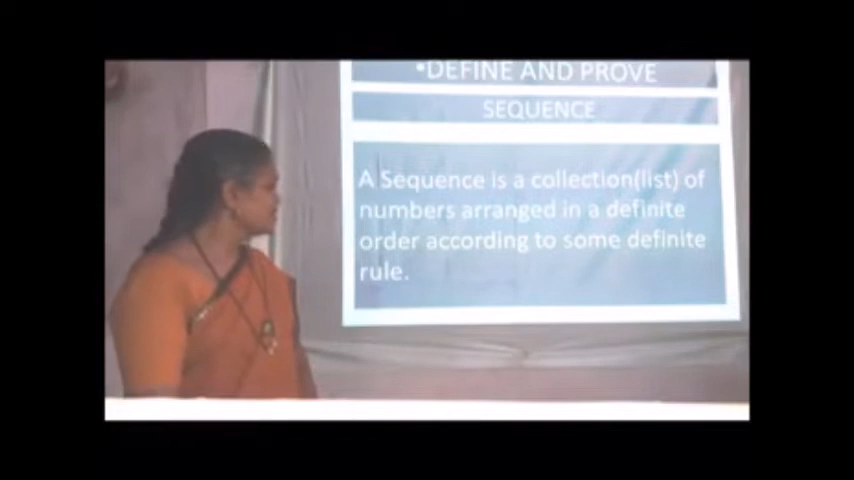 •DEFINE AND PROVE
SEQUENCE
A Sequence is a collection(list) of
numbers arranged in a definite
order according to some definite
rule.